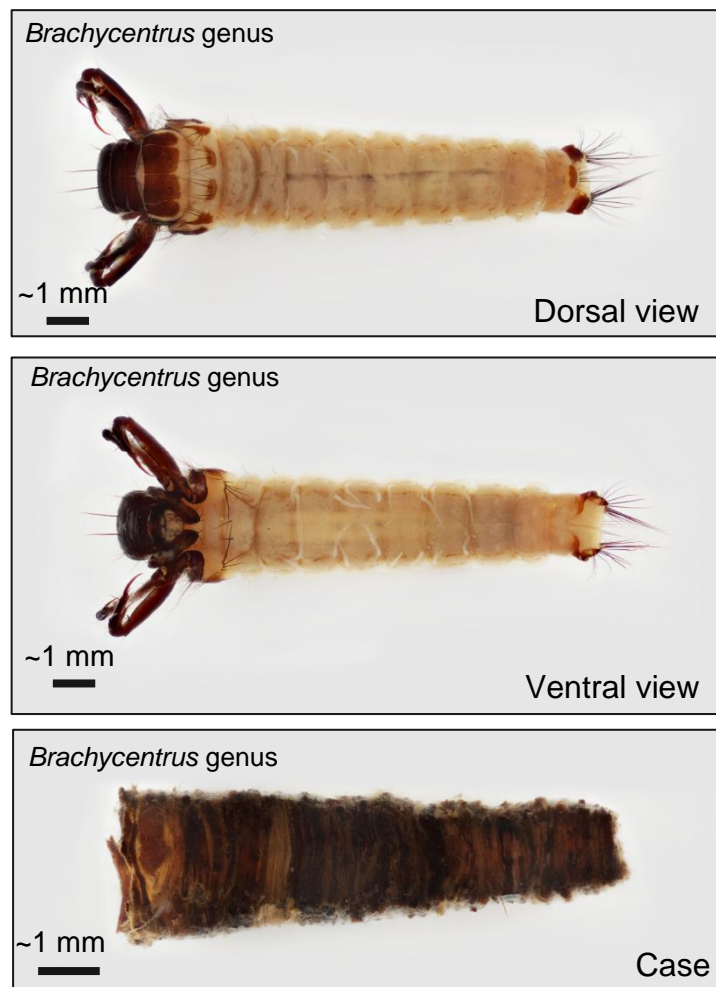 Brachycentrus genus
~1 mm
Dorsal view
Brachycentrus genus
~1 mm
Ventral view
Brachycentrus genus
~1 mm
Case